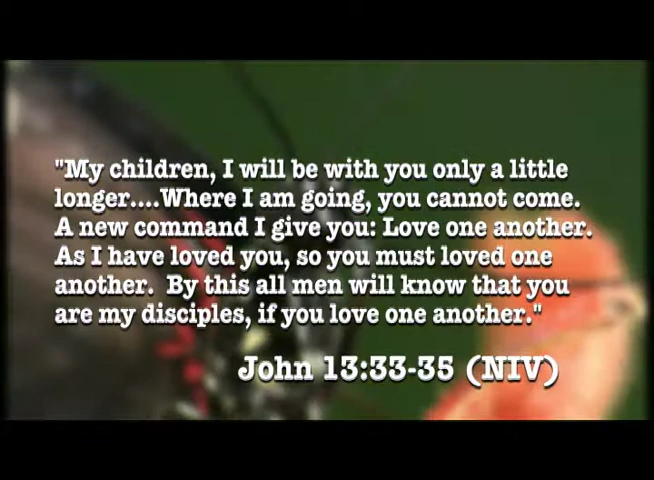 "My children, I will be with you only a little
longer....Where I am going, you cannot come.
A new command I give you: Love one another.
As I have loved you, so you must loved one
another.  By this all men will know that you
are my disciples, if you love one another."
John 13:33-35 (NIV)